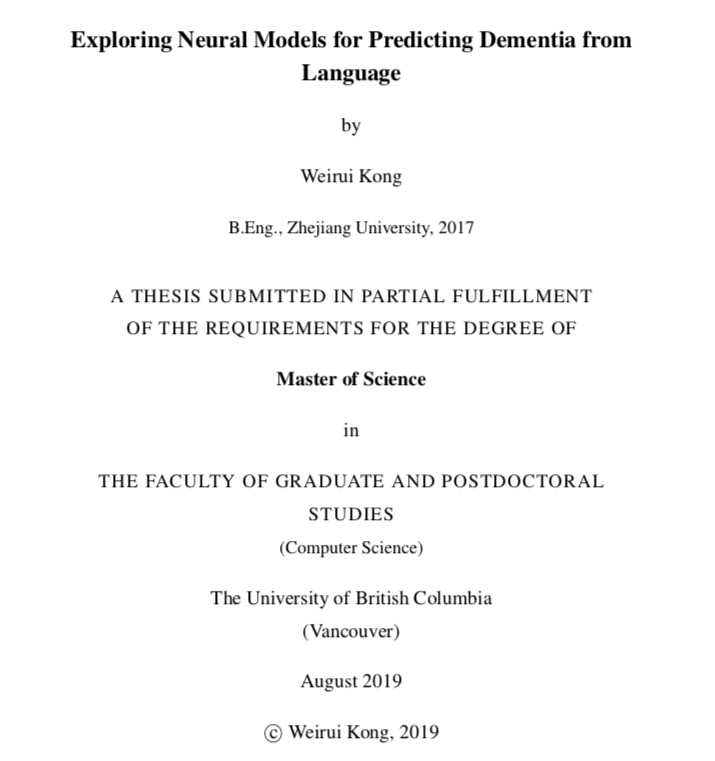 Exploring Neural Models for Predicting Dementia from
Language
by
Weirui Kong
B.Eng., Zhejiang University, 2017
A THESIS SUBMITTED IN PARTIAL FULFILLMENT
OF THE REQUIREMENTS FOR THE DEGREE OF
Master of Science
in
THE FACULTY OF GRADUATE AND POSTDOCTORAL
STUDIES
(Computer Science)
The University of British Columbia
(Vancouver)
August 2019
© Weirui Kong, 2019